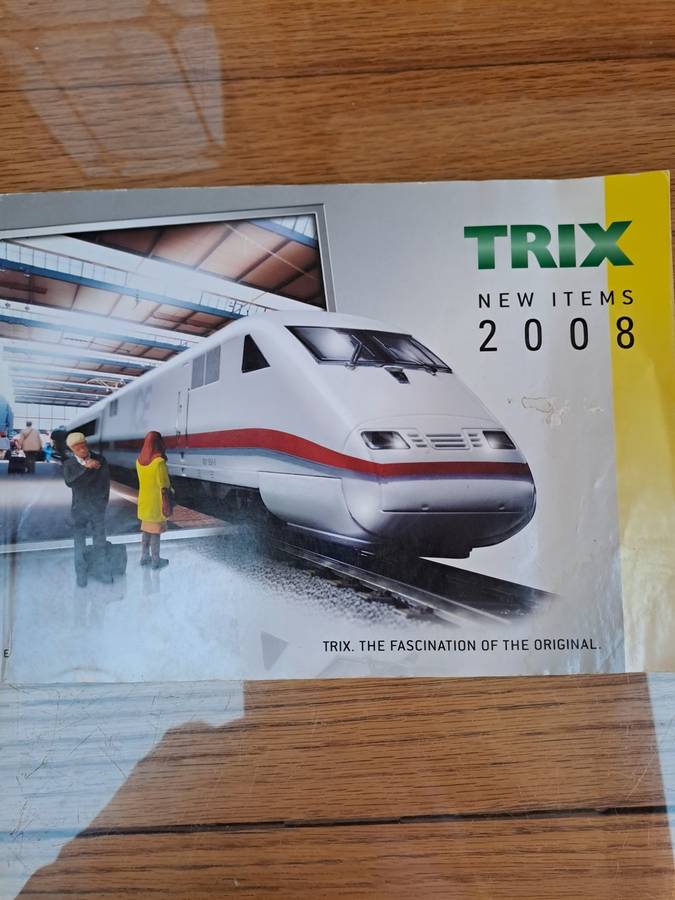 TRIX
NEW ITEMS
2008
TRIX. THE FASCINATION OF THE ORIGINAL.
E